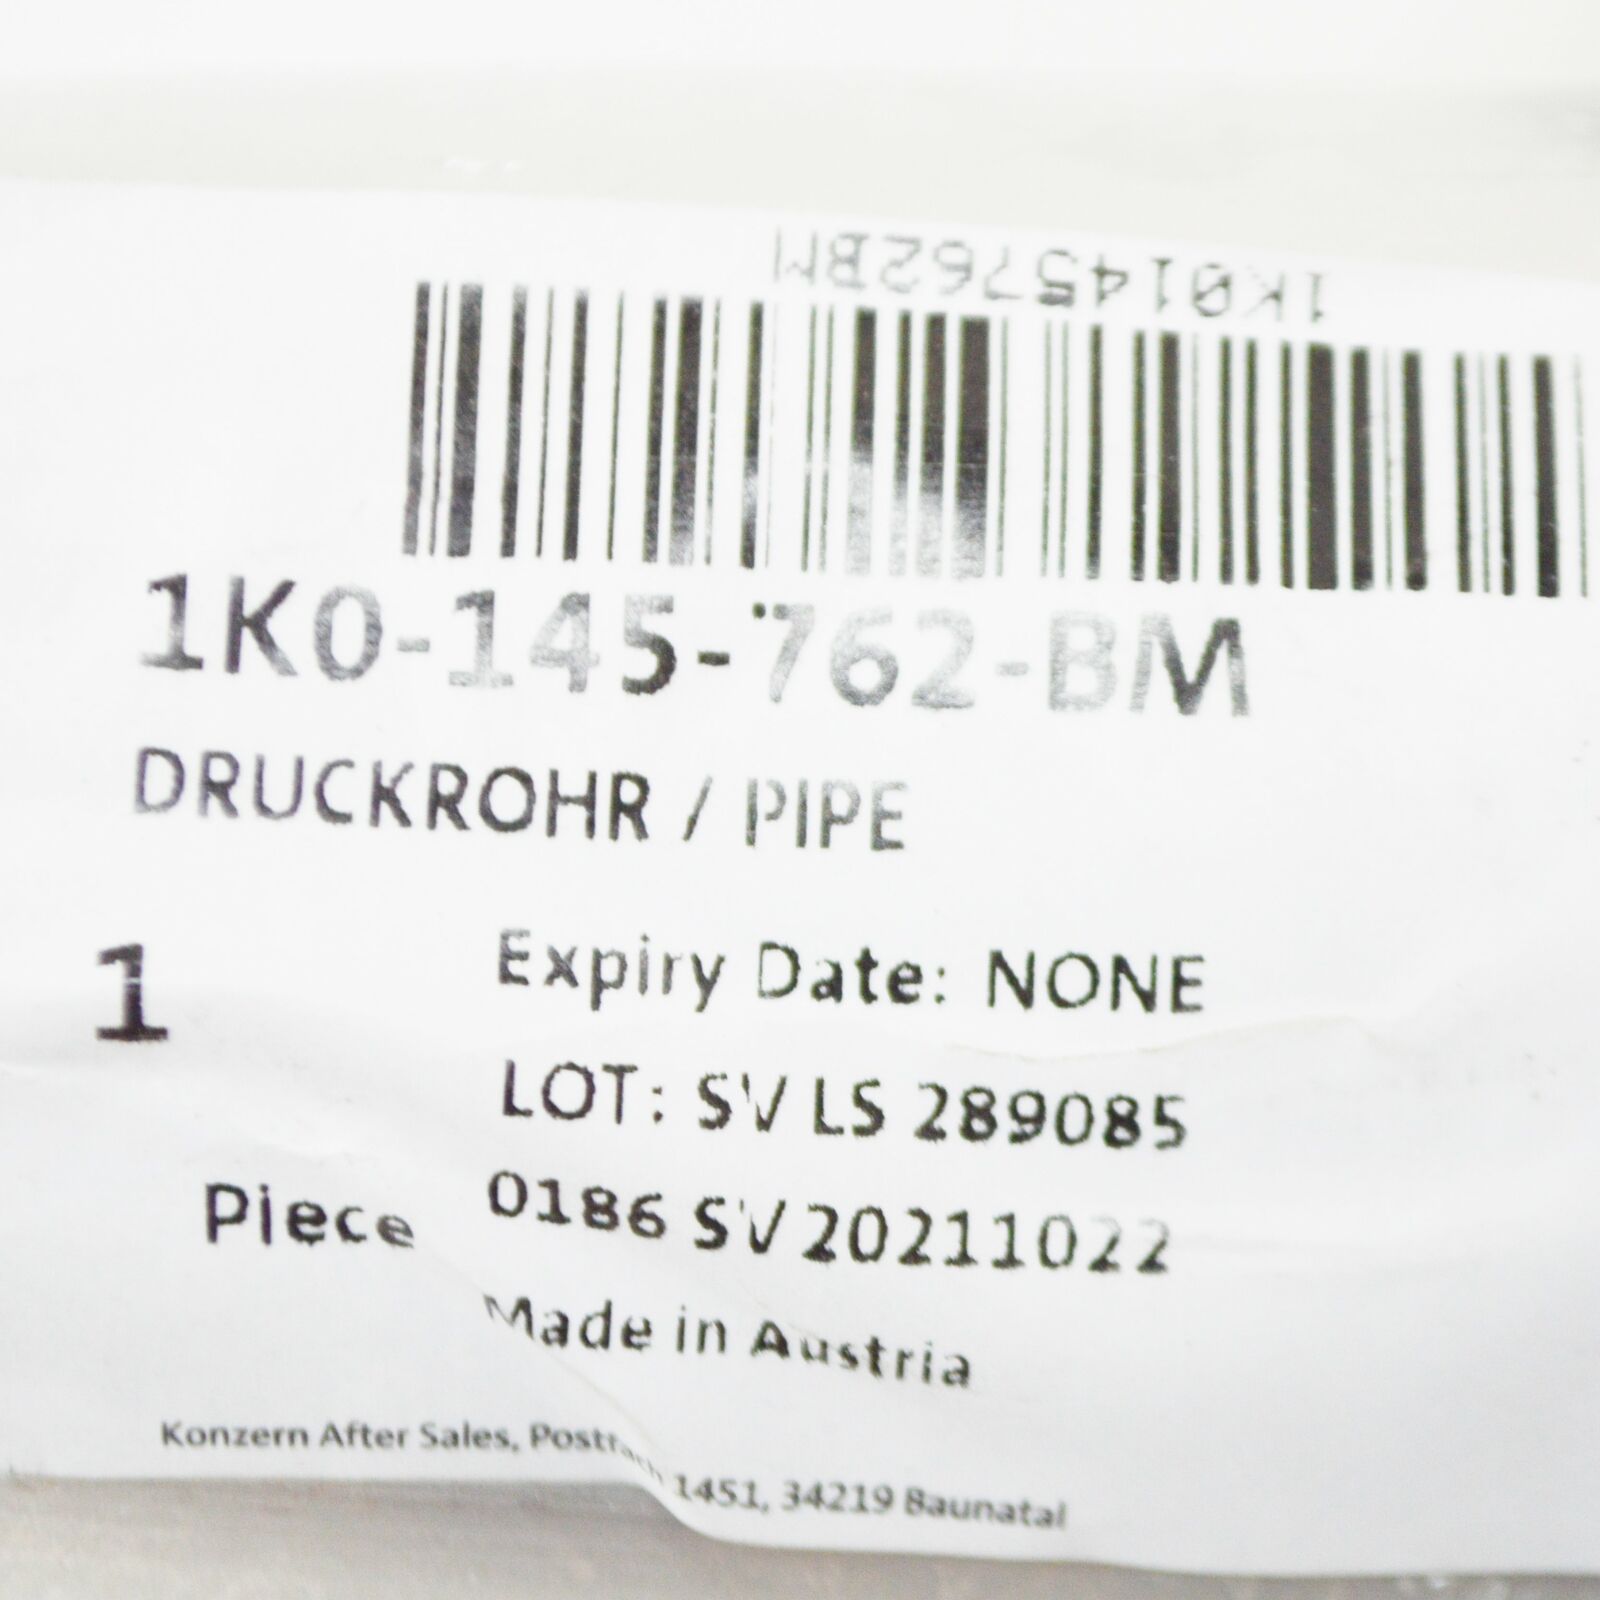 1K0145762BM
1K0-145-762-BM
DRUCKROHR / PIPE
1
Expiry Date: NONE
LOT: SV LS 289085
Piece
0186 SV 20211022
Made in Austria
Konzern After Sales, Postfach 1451, 34219 Baunatal